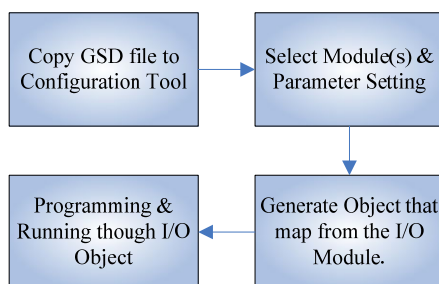 Copy GSD file to
Configuration Tool
Select Module(s) &
Parameter Setting
Generate Object that
map from the I/O
Module.
Programming &
Running though I/O
Object